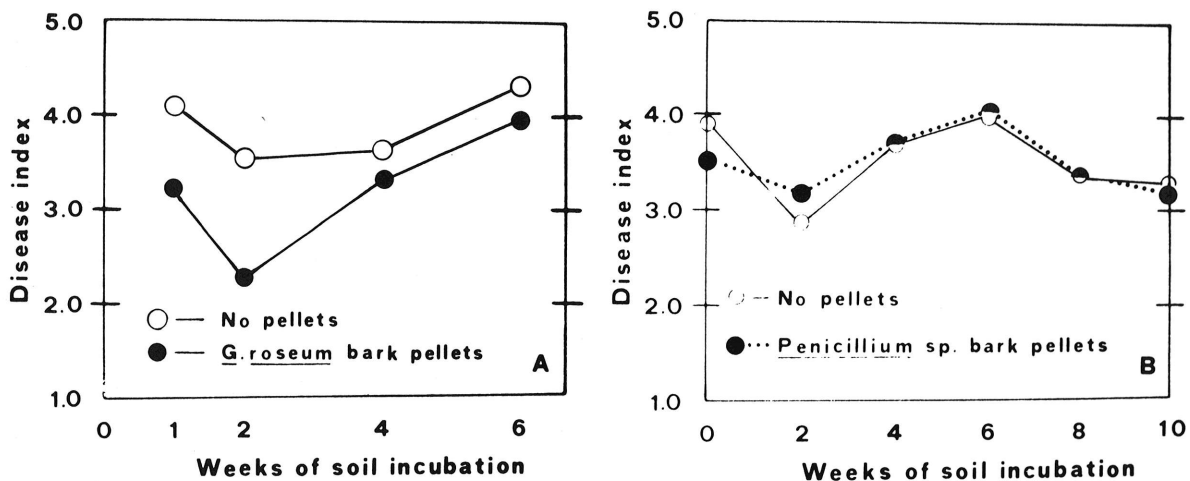 5.0
4.0
3.0
2.0
1.0
Disease index
No pellets
G. roseum bark pellets
A
0 1 2 4 6
Weeks of soil incubation
5.0
4.0
3.0
2.0
1.0
Disease index
No pellets
Penicillium sp. bark pellets
B
0 2 4 6 8 10
Weeks of soil incubation